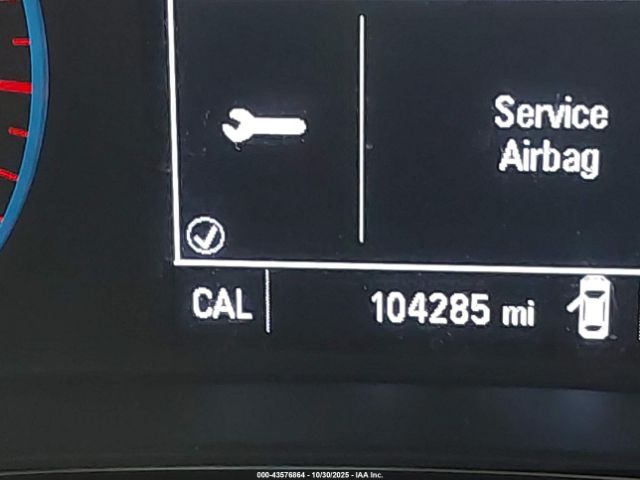 Service
Airbag
CAL
104285 mi
000-43576864 - 10/30/2025 - IAA Inc.